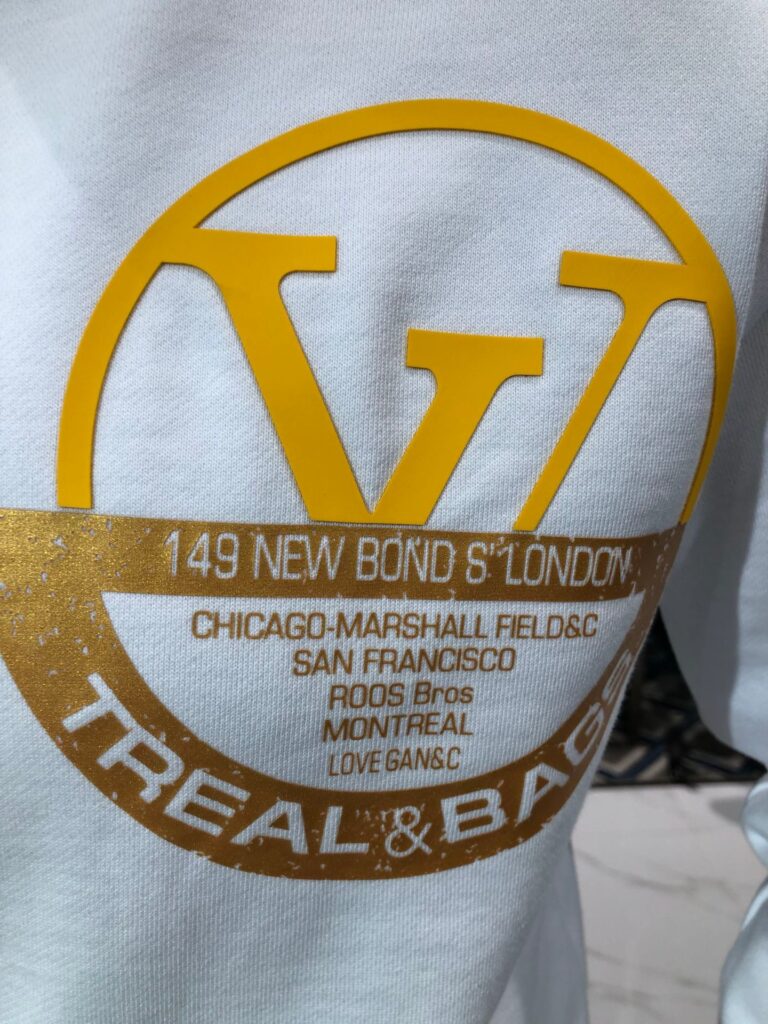 V
149 NEW BOND S' LONDON
CHICAGO-MARSHALL FIELD&C
SAN FRANCISCO
ROOS Bros
MONTREAL
LOVE GAN&C
TREAL & BAGS